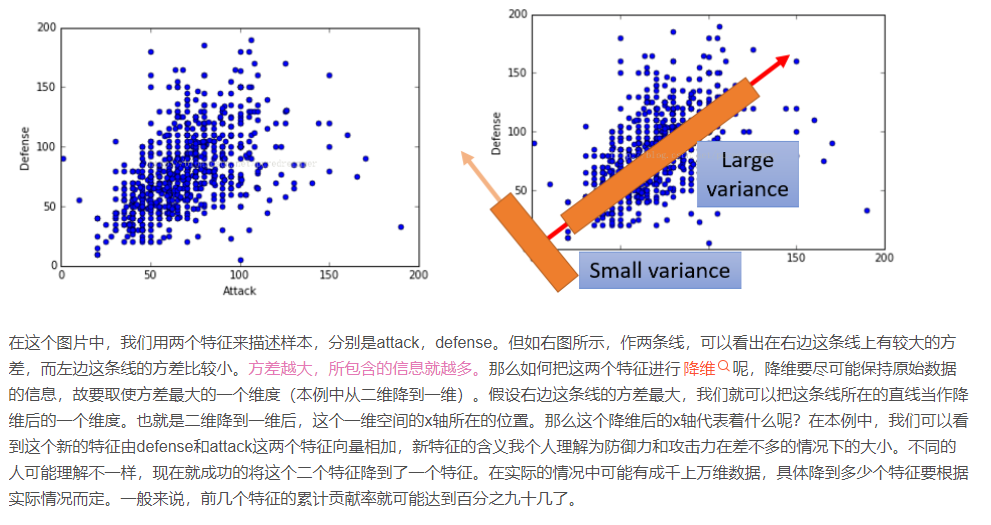 200
150
100
50
0
Defense
0
50
100
150
200
Attack
200
150
100
50
Defense
150
200
Large
variance
Small variance
在这个图片中，我们用两个特征来描述样本，分别是attack，defense。但如右图所示，作两条线，可以看出在右边这条线上有较大的方
差，而左边这条线的方差比较小。方差越大，所包含的信息就越多。那么如何把这两个特征进行降维呢，降维要尽可能保持原始数据
的信息，故要取使方差最大的一个维度（本例中从二维降到一维）。假设右边这条线的方差最大，我们就可以把这条线所在的直线当作降
维后的一个维度。也就是二维降到一维后，这个一维空间的x轴所在的位置。那么这个降维后的x轴代表着什么呢？在本例中，我们可以看
到这个新的特征由defense和attack这两个特征向量相加，新特征的含义我个人理解为防御力和攻击力在差不多的情况下的大小。不同的
人可能理解不一样，现在就成功的将这个二个特征降到了一个特征。在实际的情况中可能有成千上万维数据，具体降到多少个特征要根据
实际情况而定。一般来说，前几个特征的累计贡献率就可能达到百分之九十几了。